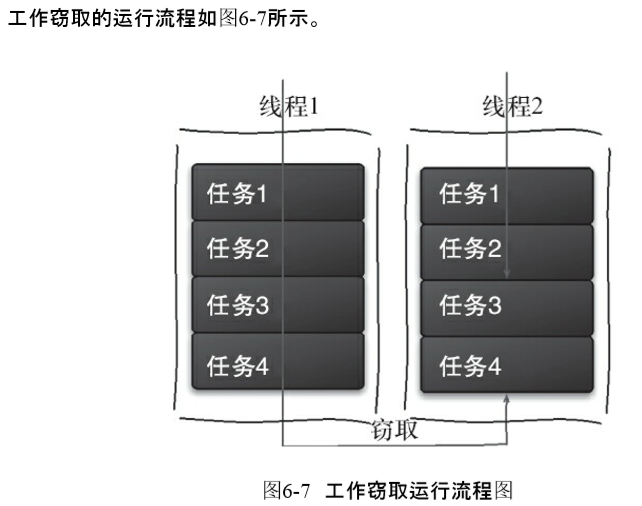 工作窃取的运行流程如图6-7所示。
线程1
线程2
任务1
任务2
任务3
任务4
任务1
任务2
任务3
任务4
窃取
图6-7 工作窃取运行流程图